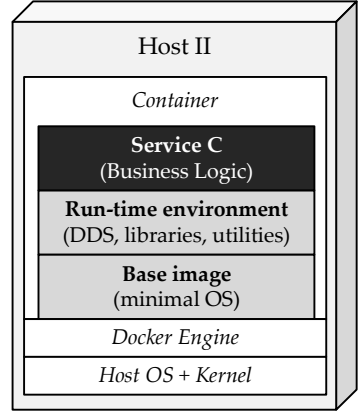 Host II
Container
Service C
(Business Logic)
Run-time environment
(DDS, libraries, utilities)
Base image
(minimal OS)
Docker Engine
Host OS + Kernel